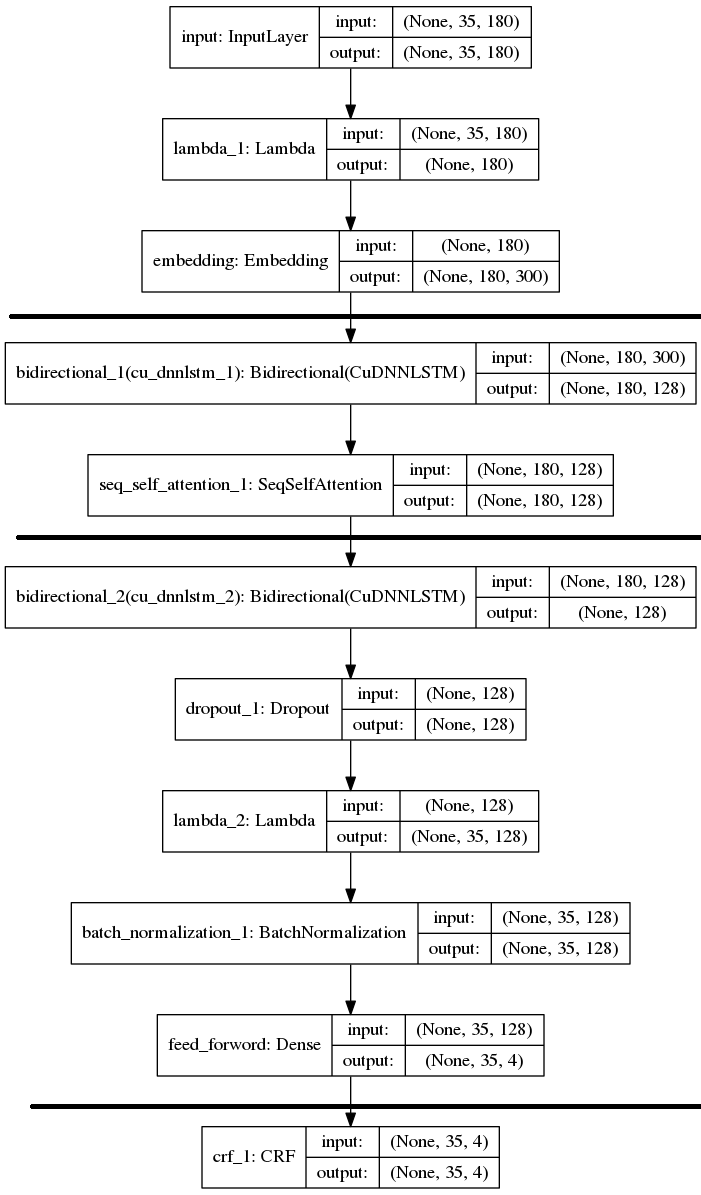 input: InputLayer
input:
(None, 35, 180)
output:
(None, 35, 180)
lambda_1: Lambda
input:
(None, 35, 180)
output:
(None, 180)
embedding: Embedding
input:
(None, 180)
output:
(None, 180, 300)
bidirectional_1(cu_dnnlstm_1): Bidirectional(CuDNNLSTM)
input:
(None, 180, 300)
output:
(None, 180, 128)
seq_self_attention_1: SeqSelfAttention
input:
(None, 180, 128)
output:
(None, 180, 128)
bidirectional_2(cu_dnnlstm_2): Bidirectional(CuDNNLSTM)
input:
(None, 180, 128)
output:
(None, 128)
dropout_1: Dropout
input:
(None, 128)
output:
(None, 128)
lambda_2: Lambda
input:
(None, 128)
output:
(None, 35, 128)
batch_normalization_1: BatchNormalization
input:
(None, 35, 128)
output:
(None, 35, 128)
feed_forword: Dense
input:
(None, 35, 128)
output:
(None, 35, 4)
crf_1: CRF
input:
(None, 35, 4)
output:
(None, 35, 4)